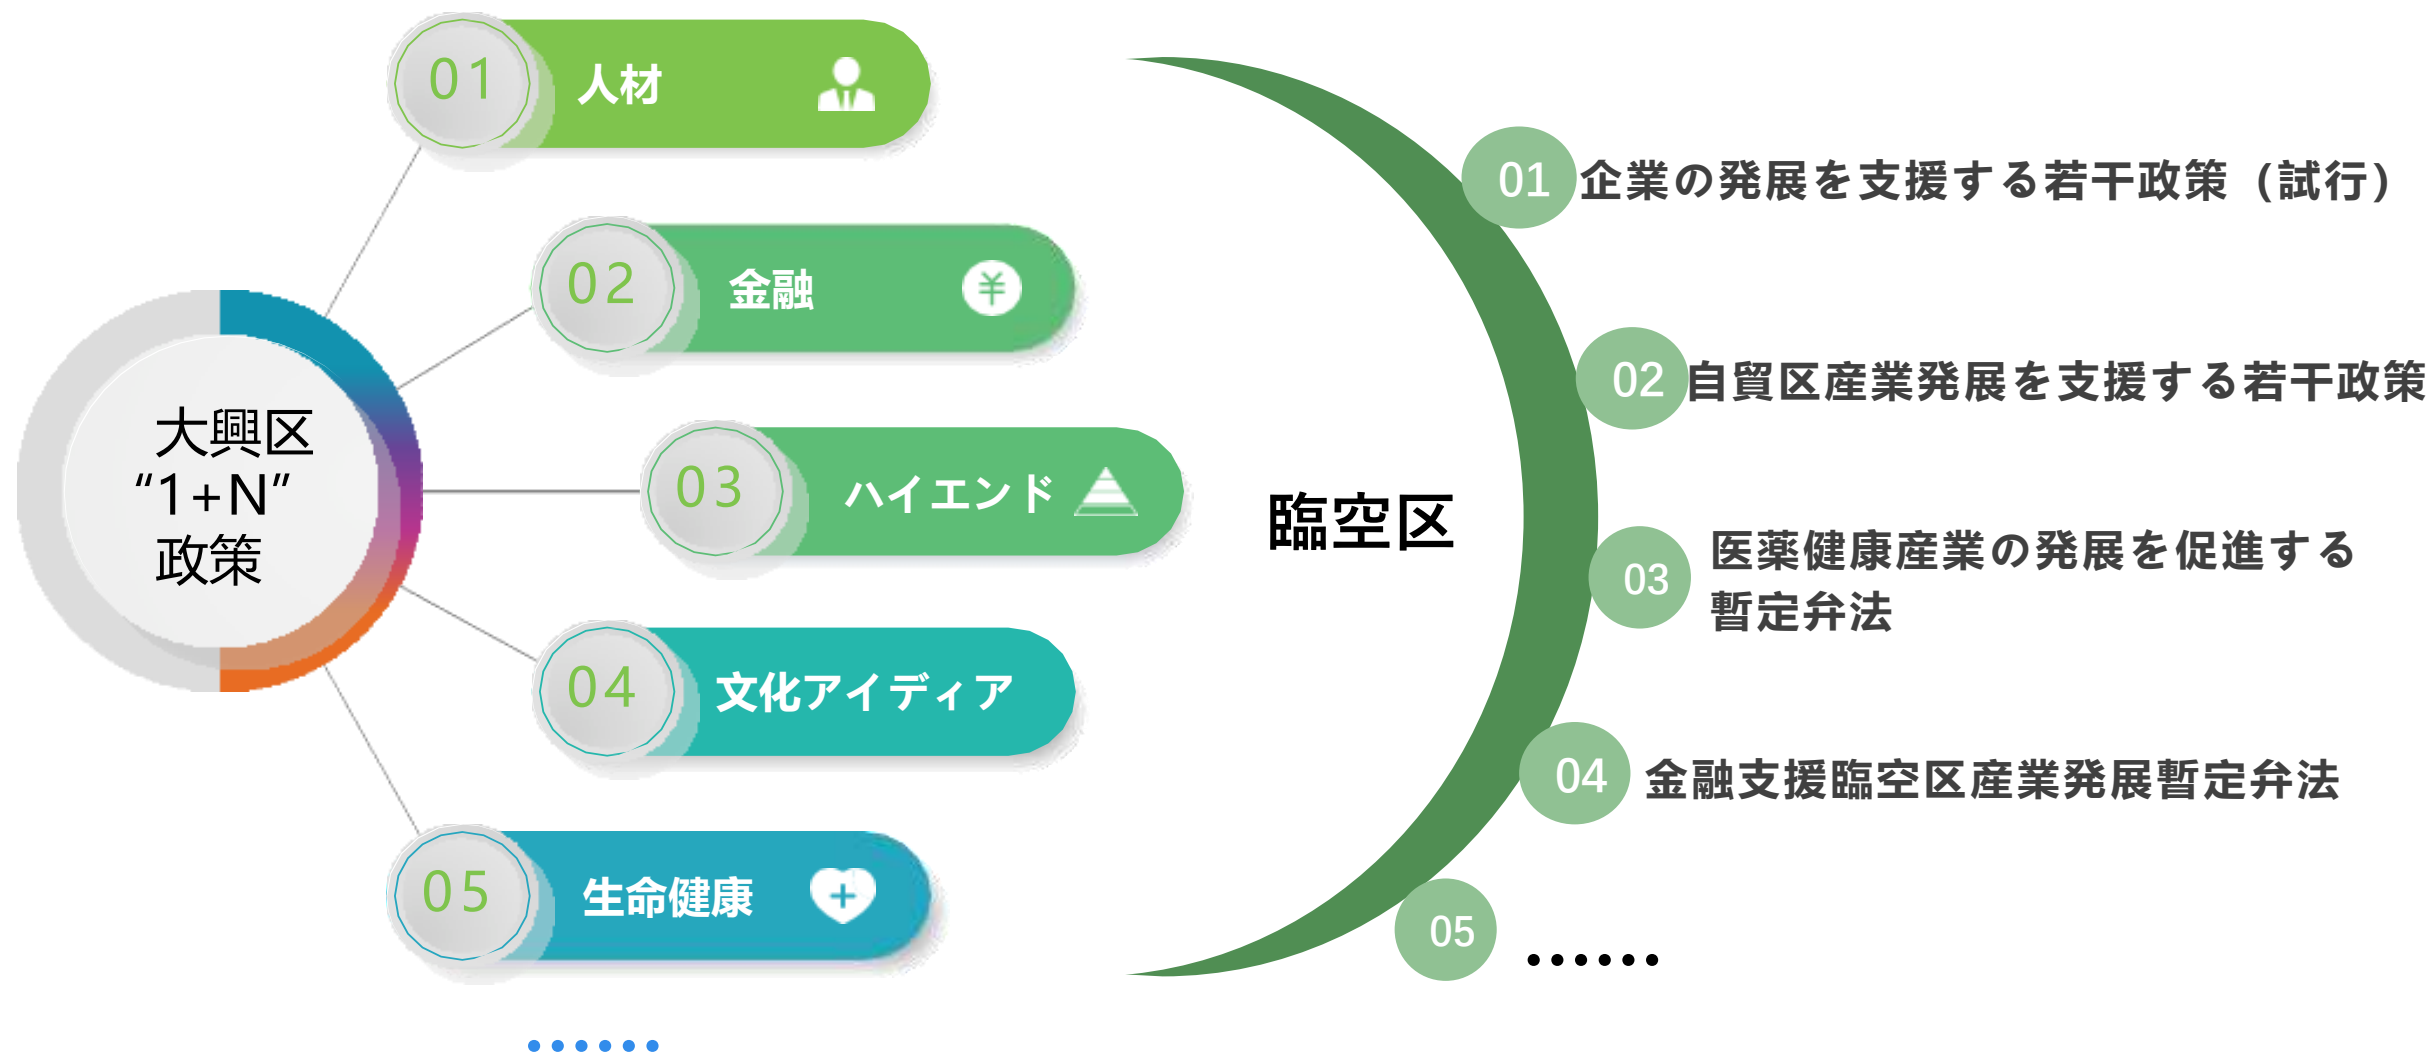 大興区
“1+N”
政策
01 人材
02 金融
03 ハイエンド
04 文化アイディア
05 生命健康
••••••
臨空区
01 企業の発展を支援する若干政策（試行）
02 自貿区産業発展を支援する若干政策
03 医薬健康産業の発展を促進する
暫定弁法
04 金融支援臨空区産業発展暫定弁法
05 ••••••